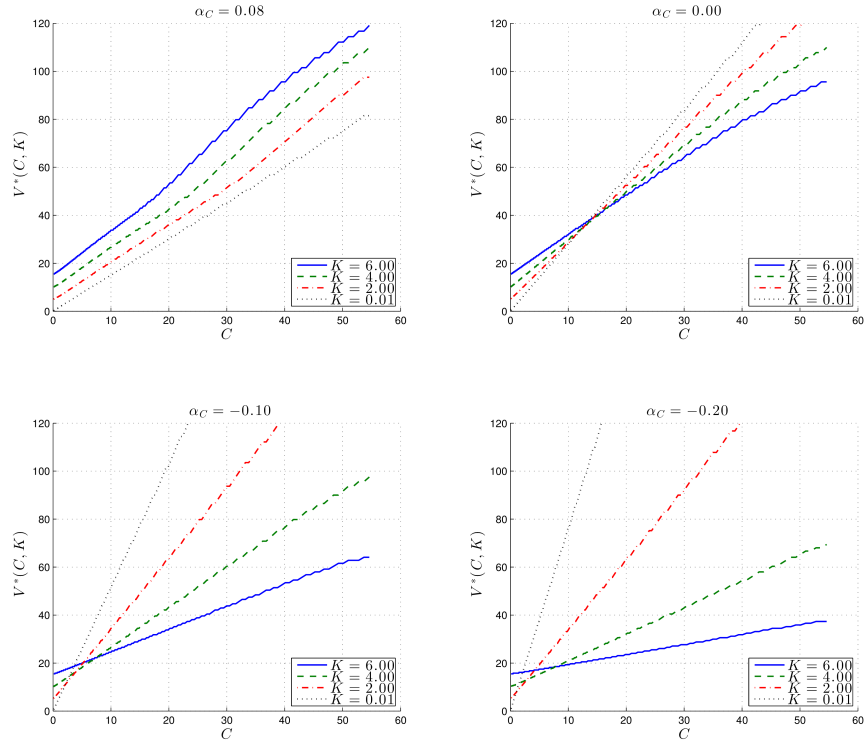 α_C = 0.08
120
100
80
60
40
20
0
V*(C, K)
0 10 20 30 40 50 60
C
K = 6.00
K = 4.00
K = 2.00
K = 0.01
α_C = 0.00
120
100
80
60
40
20
0
V*(C, K)
0 10 20 30 40 50 60
C
K = 6.00
K = 4.00
K = 2.00
K = 0.01
α_C = −0.10
120
100
80
60
40
20
0
V*(C, K)
0 10 20 30 40 50 60
C
K = 6.00
K = 4.00
K = 2.00
K = 0.01
α_C = −0.20
120
100
80
60
40
20
0
V*(C, K)
0 10 20 30 40 50 60
C
K = 6.00
K = 4.00
K = 2.00
K = 0.01